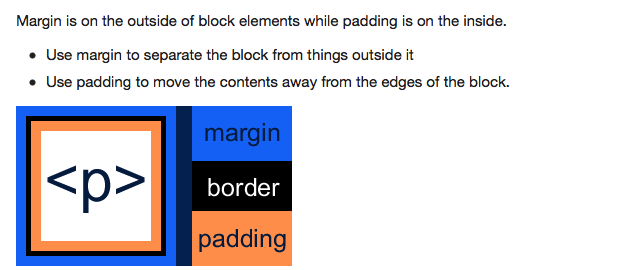 Margin is on the outside of block elements while padding is on the inside.
• Use margin to separate the block from things outside it
• Use padding to move the contents away from the edges of the block.
<p>
margin
border
padding